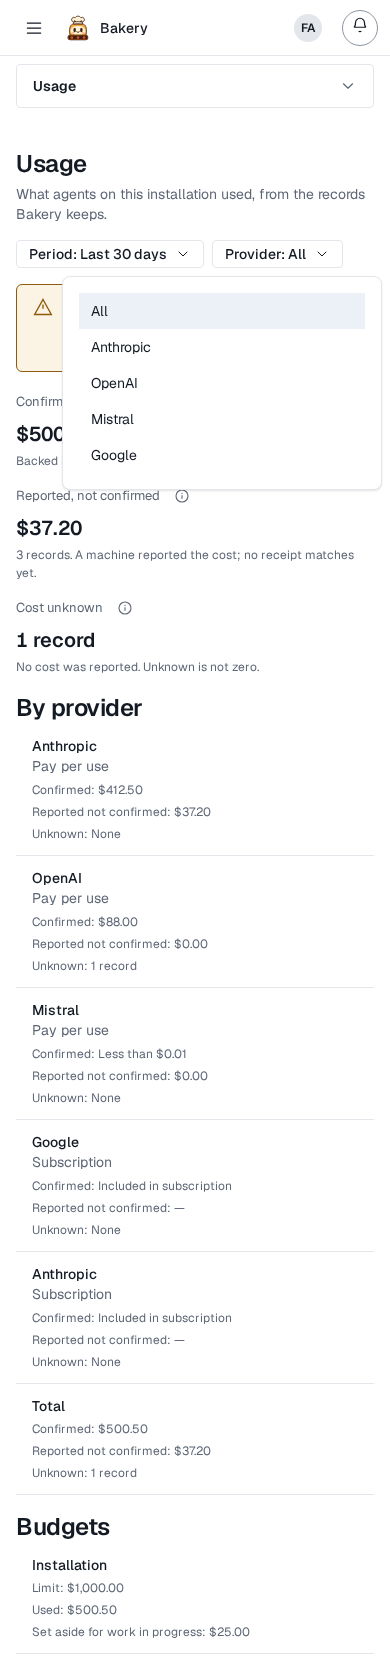 Bakery
FA
Usage
Usage
What agents on this installation used, from the records
Bakery keeps.
Period: Last 30 days
Provider: All
All
Anthropic
OpenAI
Mistral
Google
$500
Backed
Reported, not confirmed
$37.20
3 records. A machine reported the cost; no receipt matches
yet.
Cost unknown
1 record
No cost was reported. Unknown is not zero.
By provider
Anthropic
Pay per use
Confirmed: $412.50
Reported not confirmed: $37.20
Unknown: None
OpenAI
Pay per use
Confirmed: $88.00
Reported not confirmed: $0.00
Unknown: 1 record
Mistral
Pay per use
Confirmed: Less than $0.01
Reported not confirmed: $0.00
Unknown: None
Google
Subscription
Confirmed: Included in subscription
Reported not confirmed: —
Unknown: None
Anthropic
Subscription
Confirmed: Included in subscription
Reported not confirmed: —
Unknown: None
Total
Confirmed: $500.50
Reported not confirmed: $37.20
Unknown: 1 record
Budgets
Installation
Limit: $1,000.00
Used: $500.50
Set aside for work in progress: $25.00